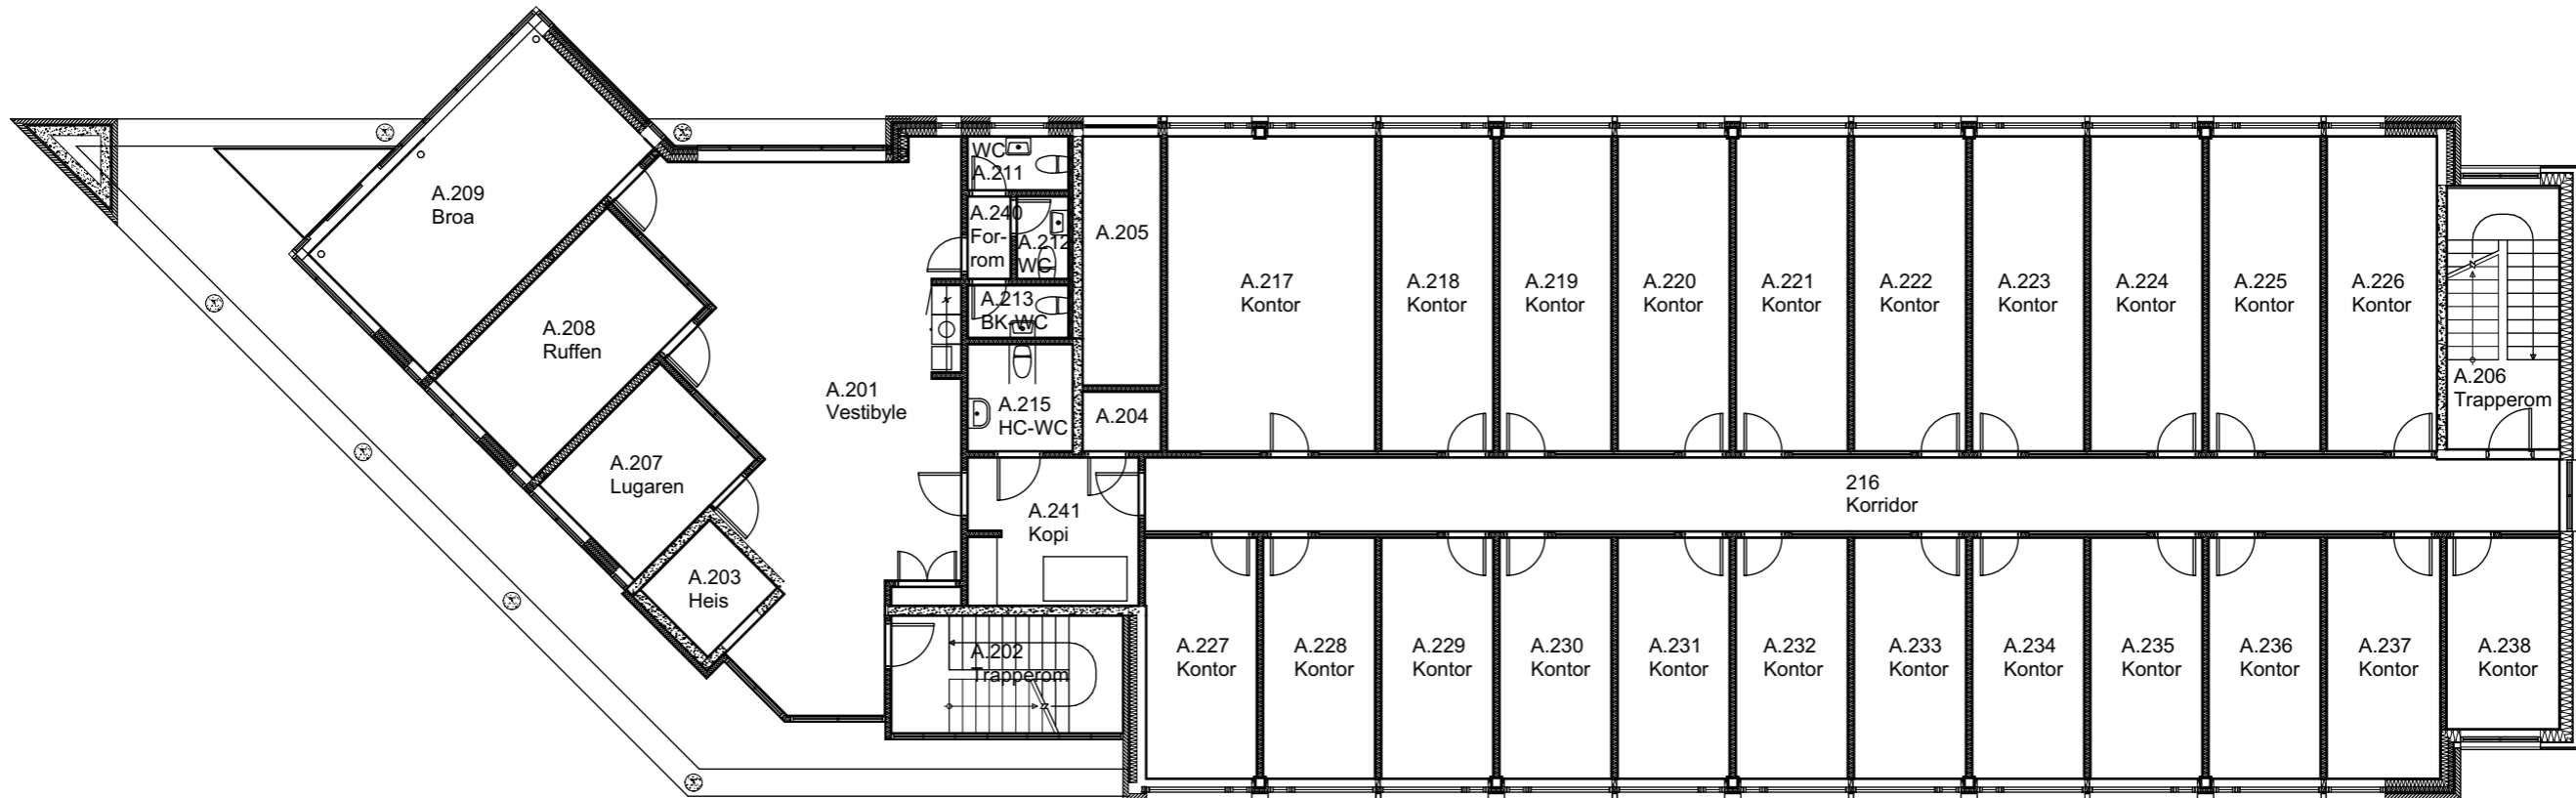 A.209
Broa
A.208
Ruffen
A.207
Lugaren
A.203
Heis
A.201
Vestibyle
WC
A.211
A.240
For-
rom
A.212
WC
A.213
BK-WC
A.215
HC-WC
A.205
A.204
A.241
Kopi
A.202
Trapperom
A.217
Kontor
A.218
Kontor
A.219
Kontor
A.220
Kontor
A.221
Kontor
A.222
Kontor
A.223
Kontor
A.224
Kontor
A.225
Kontor
A.226
Kontor
A.206
Trapperom
216
Korridor
A.227
Kontor
A.228
Kontor
A.229
Kontor
A.230
Kontor
A.231
Kontor
A.232
Kontor
A.233
Kontor
A.234
Kontor
A.235
Kontor
A.236
Kontor
A.237
Kontor
A.238
Kontor